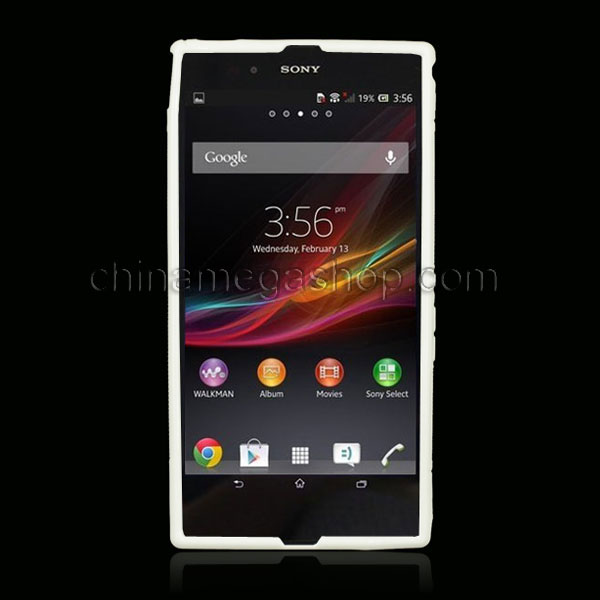 SONY
19% 3:56
Google
3:56 pm
Wednesday, February 13
chinamegashop.com
WALKMAN Album Movies Sony Select